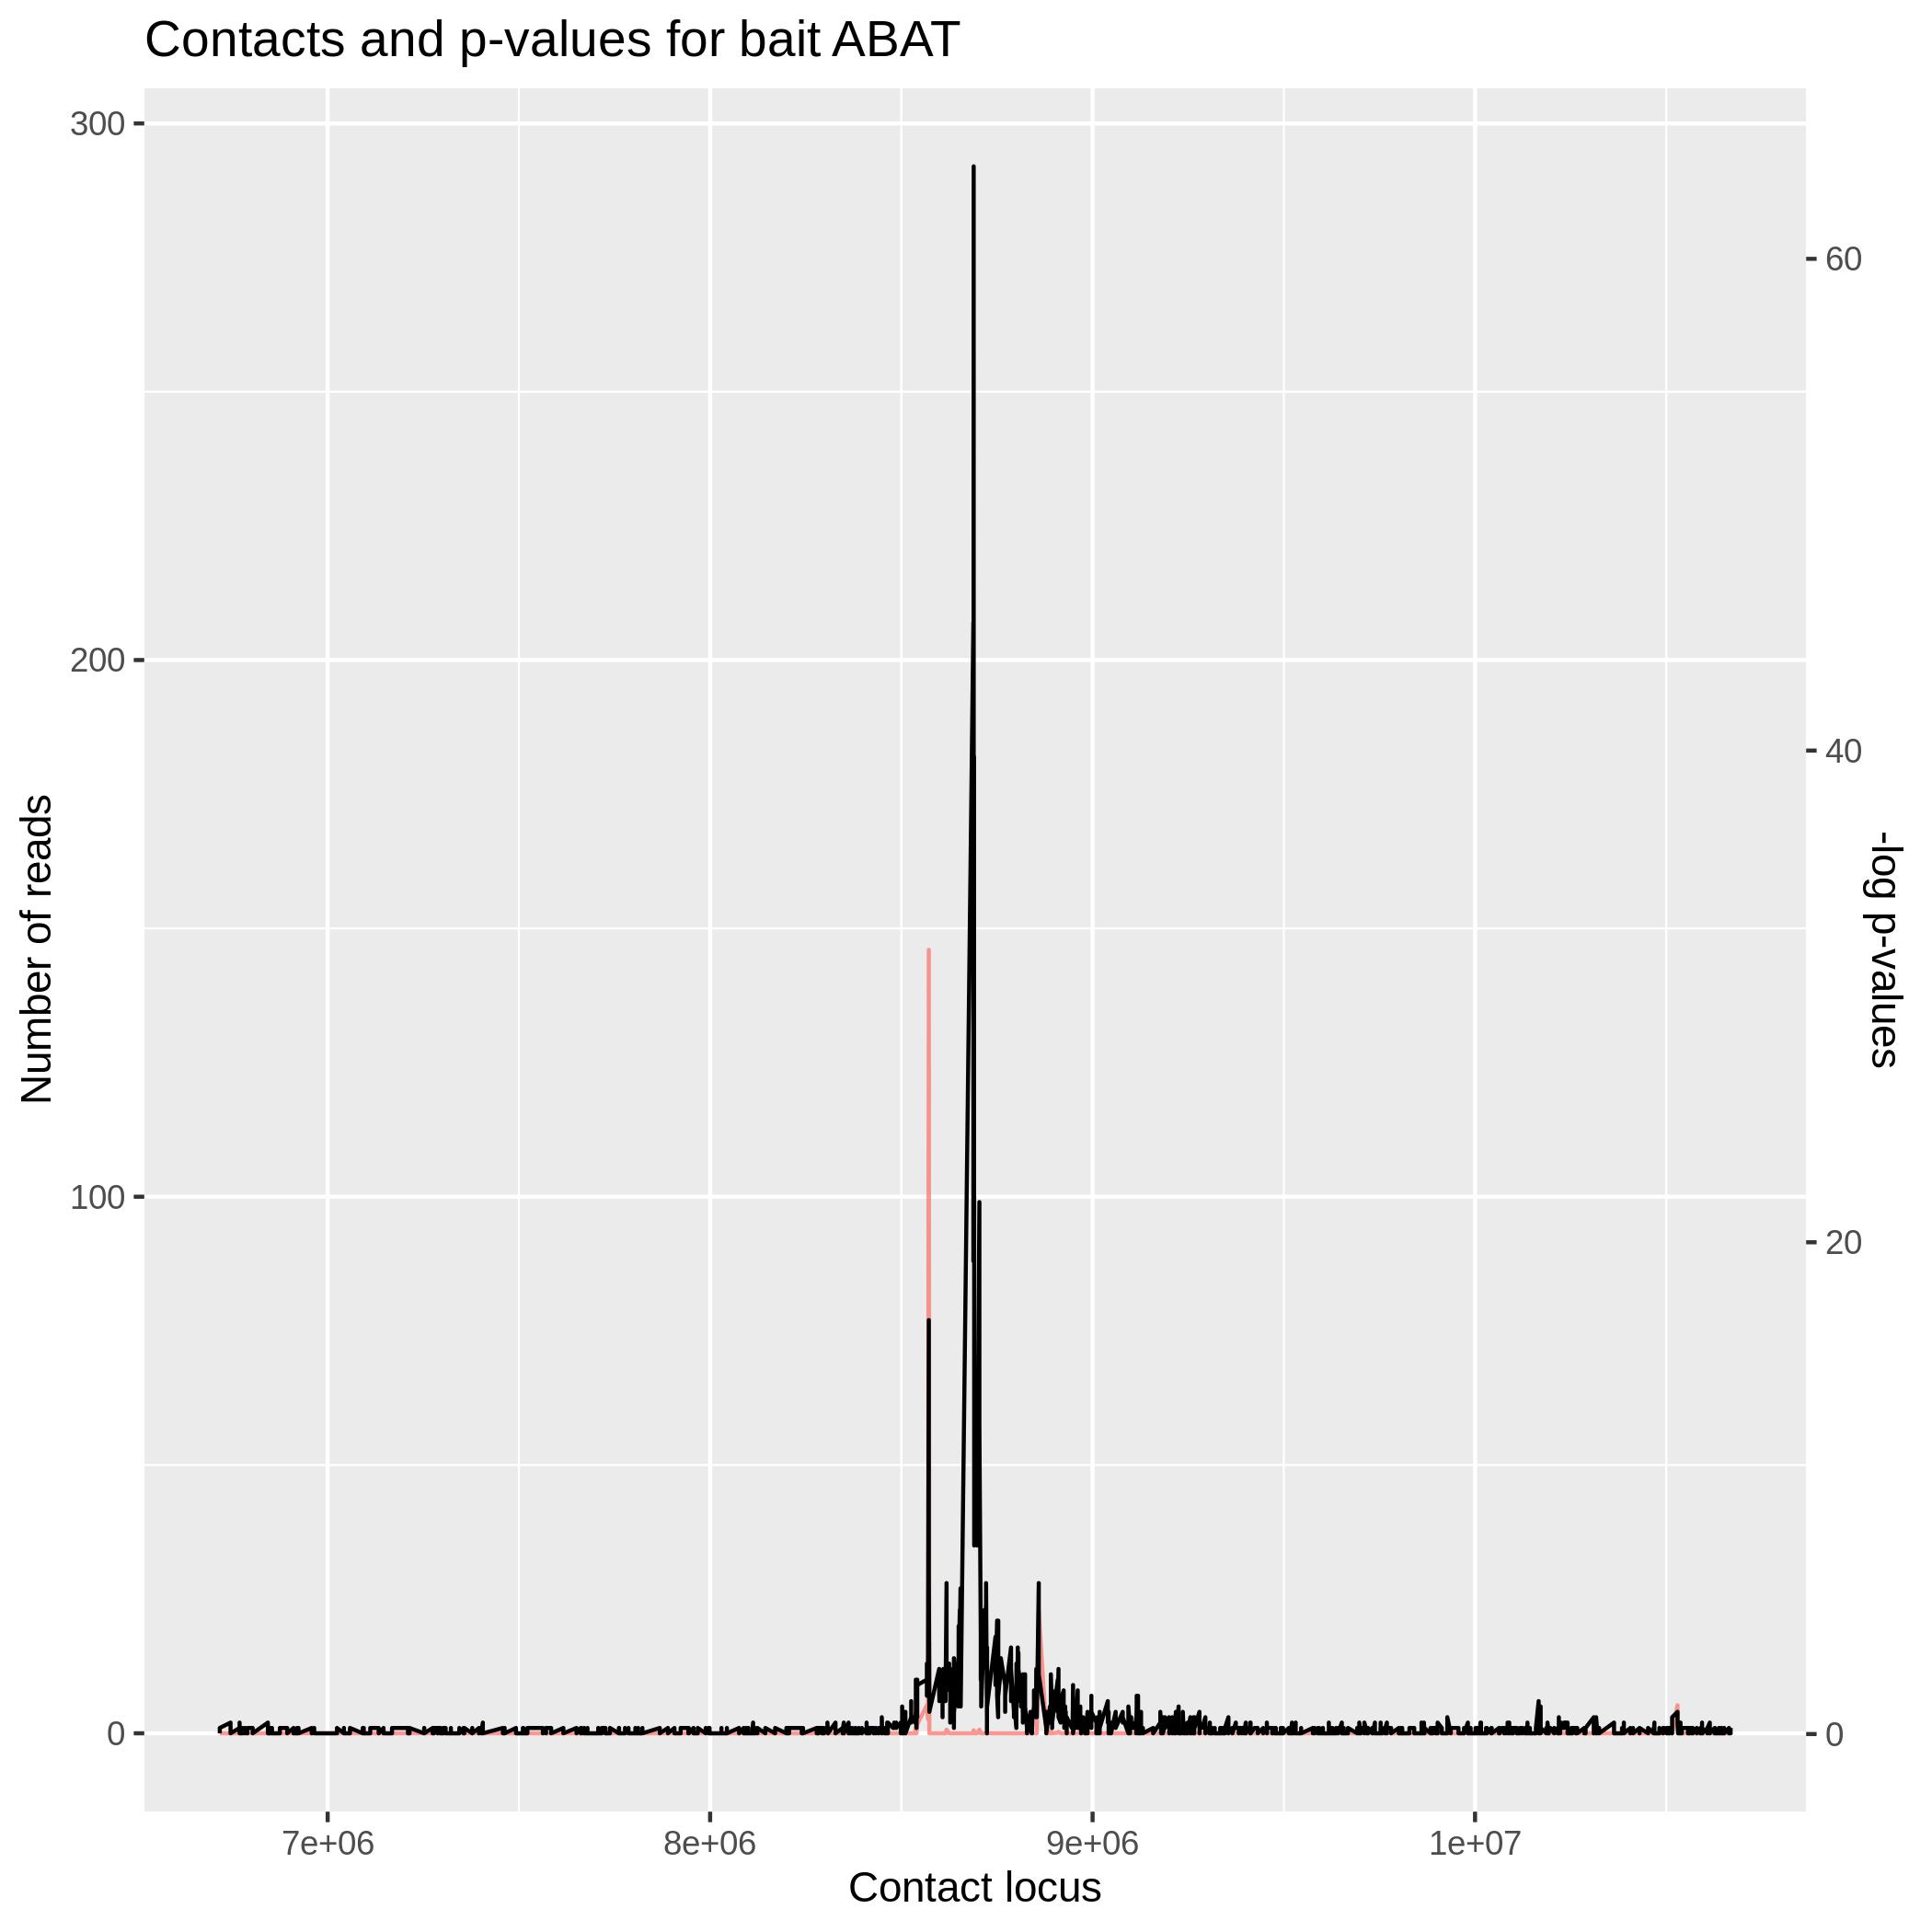 Contacts and p-values for bait ABAT
300
200
100
0
Number of reads
60
40
20
0
-log p-values
7e+06
8e+06
9e+06
1e+07
Contact locus